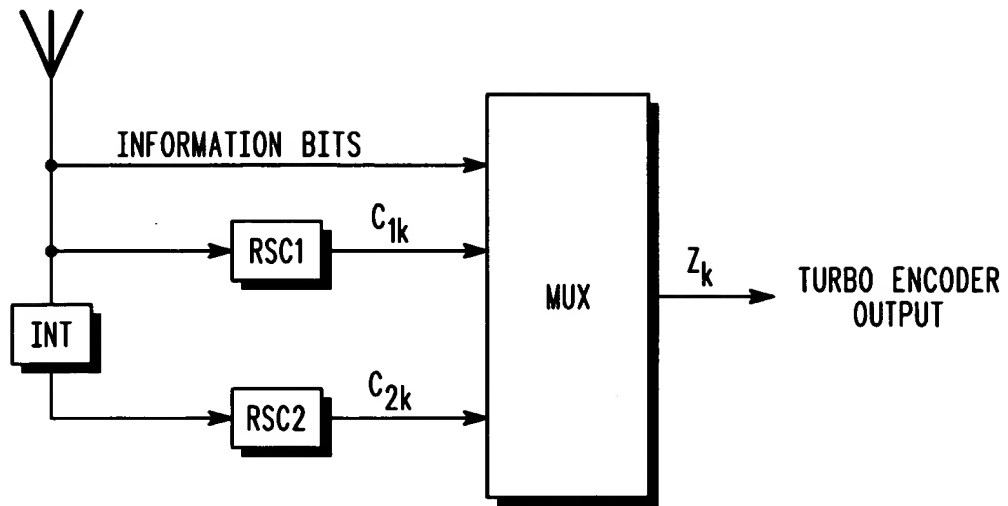 INFORMATION BITS
RSC1
C1k
INT
RSC2
C2k
MUX
Zk
TURBO ENCODER
OUTPUT